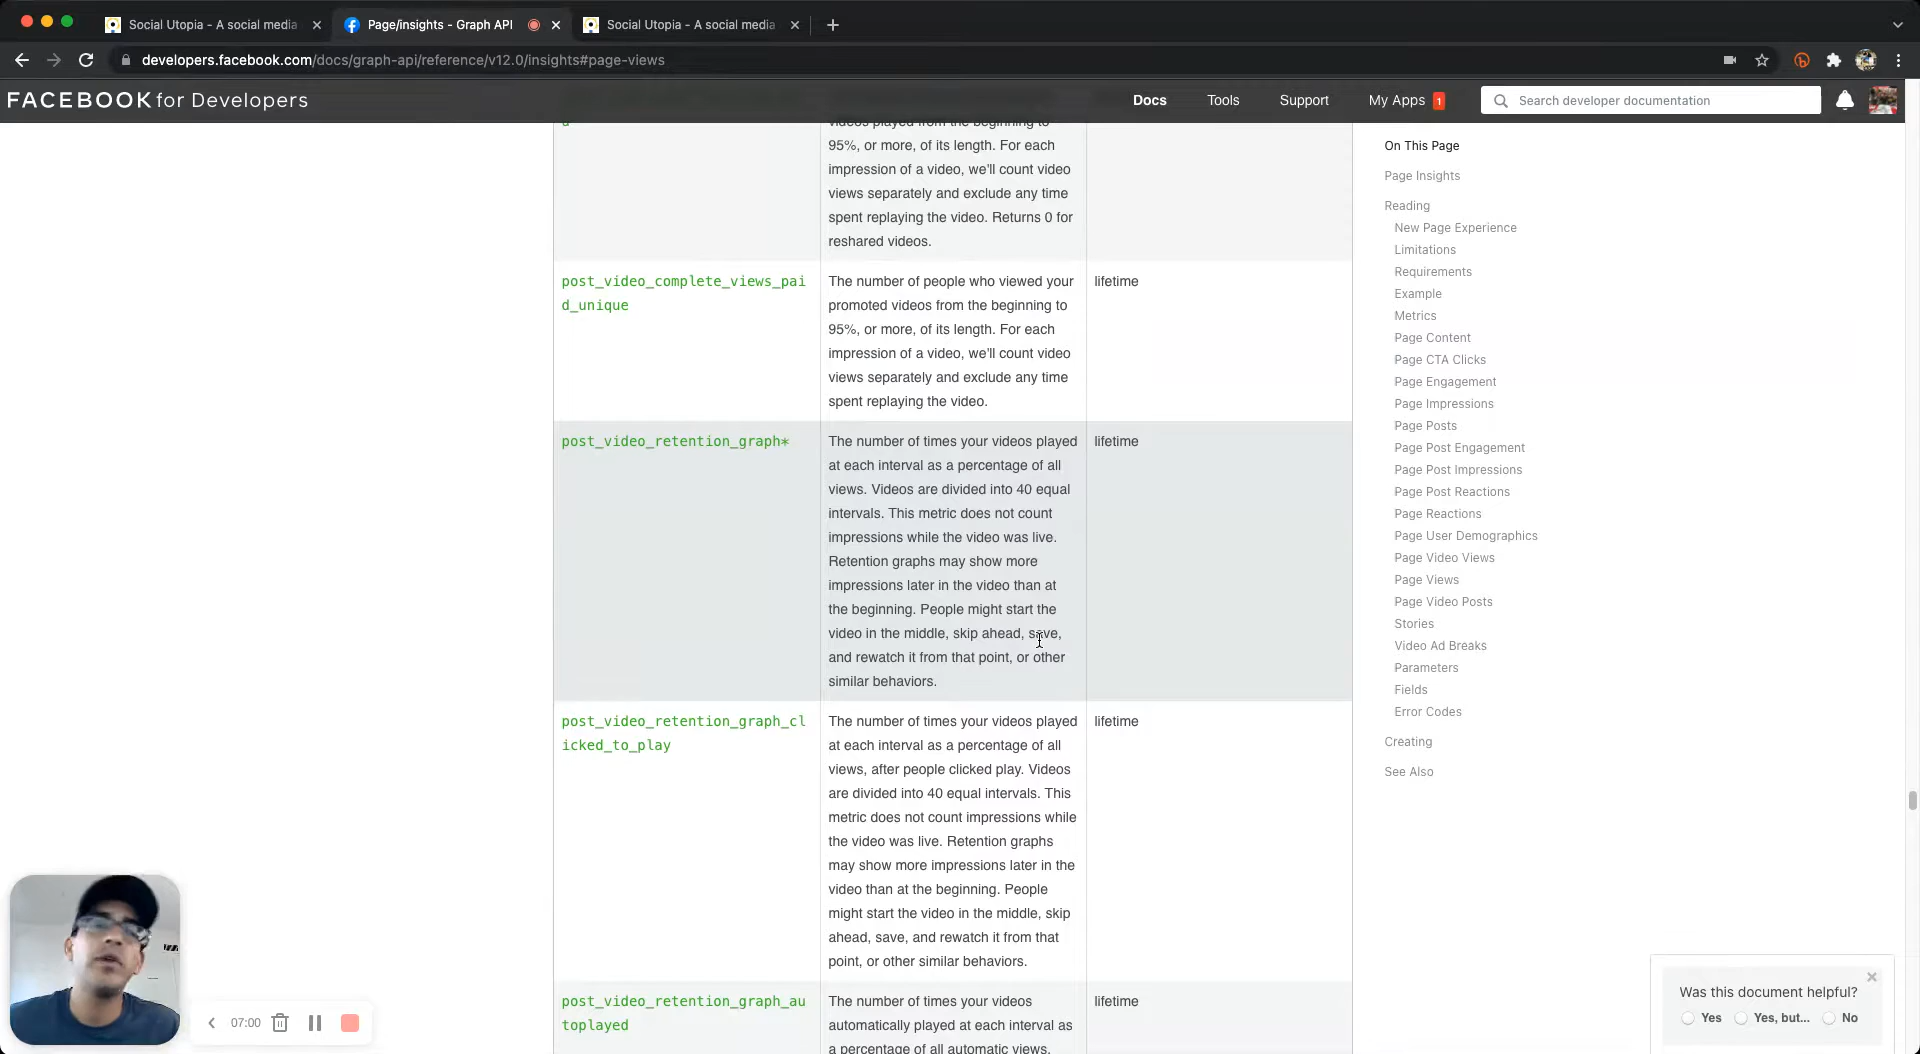 Social Utopia - A social media
Page/insights - Graph API
Social Utopia - A social media
developers.facebook.com/docs/graph-api/reference/v12.0/insights#page-views
FACEBOOK for Developers
Docs
Tools
Support
My Apps 1
Search developer documentation
d
videos played from the beginning to
95%, or more, of its length. For each
impression of a video, we'll count video
views separately and exclude any time
spent replaying the video. Returns 0 for
reshared videos.
post_video_complete_views_pai
d_unique
The number of people who viewed your
promoted videos from the beginning to
95%, or more, of its length. For each
impression of a video, we'll count video
views separately and exclude any time
spent replaying the video.
lifetime
post_video_retention_graph*
The number of times your videos played
at each interval as a percentage of all
views. Videos are divided into 40 equal
intervals. This metric does not count
impressions while the video was live.
Retention graphs may show more
impressions later in the video than at
the beginning. People might start the
video in the middle, skip ahead, save,
and rewatch it from that point, or other
similar behaviors.
lifetime
post_video_retention_graph_cl
icked_to_play
The number of times your videos played
at each interval as a percentage of all
views, after people clicked play. Videos
are divided into 40 equal intervals. This
metric does not count impressions while
the video was live. Retention graphs
may show more impressions later in the
video than at the beginning. People
might start the video in the middle, skip
ahead, save, and rewatch it from that
point, or other similar behaviors.
lifetime
post_video_retention_graph_au
toplayed
The number of times your videos
automatically played at each interval as
a percentage of all automatic views.
lifetime
On This Page
Page Insights
Reading
New Page Experience
Limitations
Requirements
Example
Metrics
Page Content
Page CTA Clicks
Page Engagement
Page Impressions
Page Posts
Page Post Engagement
Page Post Impressions
Page Post Reactions
Page Reactions
Page User Demographics
Page Video Views
Page Views
Page Video Posts
Stories
Video Ad Breaks
Parameters
Fields
Error Codes
Creating
See Also
Was this document helpful?
Yes
Yes, but...
No
07:00